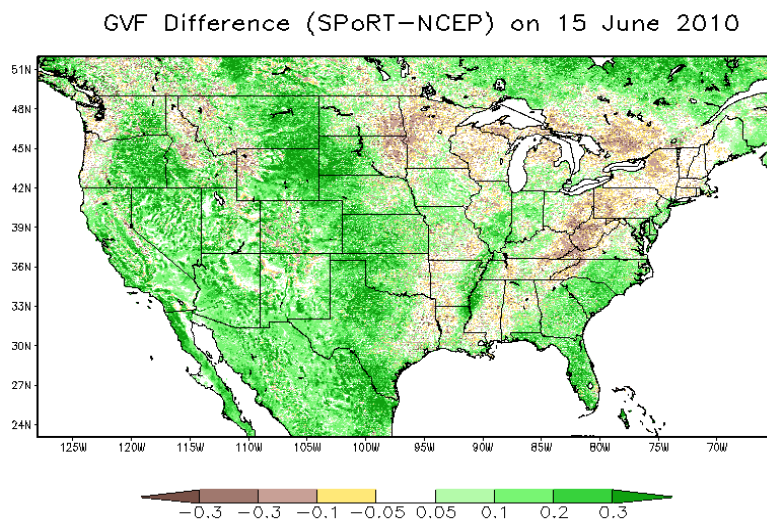 GVF Difference (SPoRT−NCEP) on 15 June 2010
51N
48N
45N
42N
39N
36N
33N
30N
27N
24N
125W 120W 115W 110W 105W 100W 95W 90W 85W 80W 75W 70W
−0.3 −0.3 −0.1 −0.05 0.05 0.1 0.2 0.3